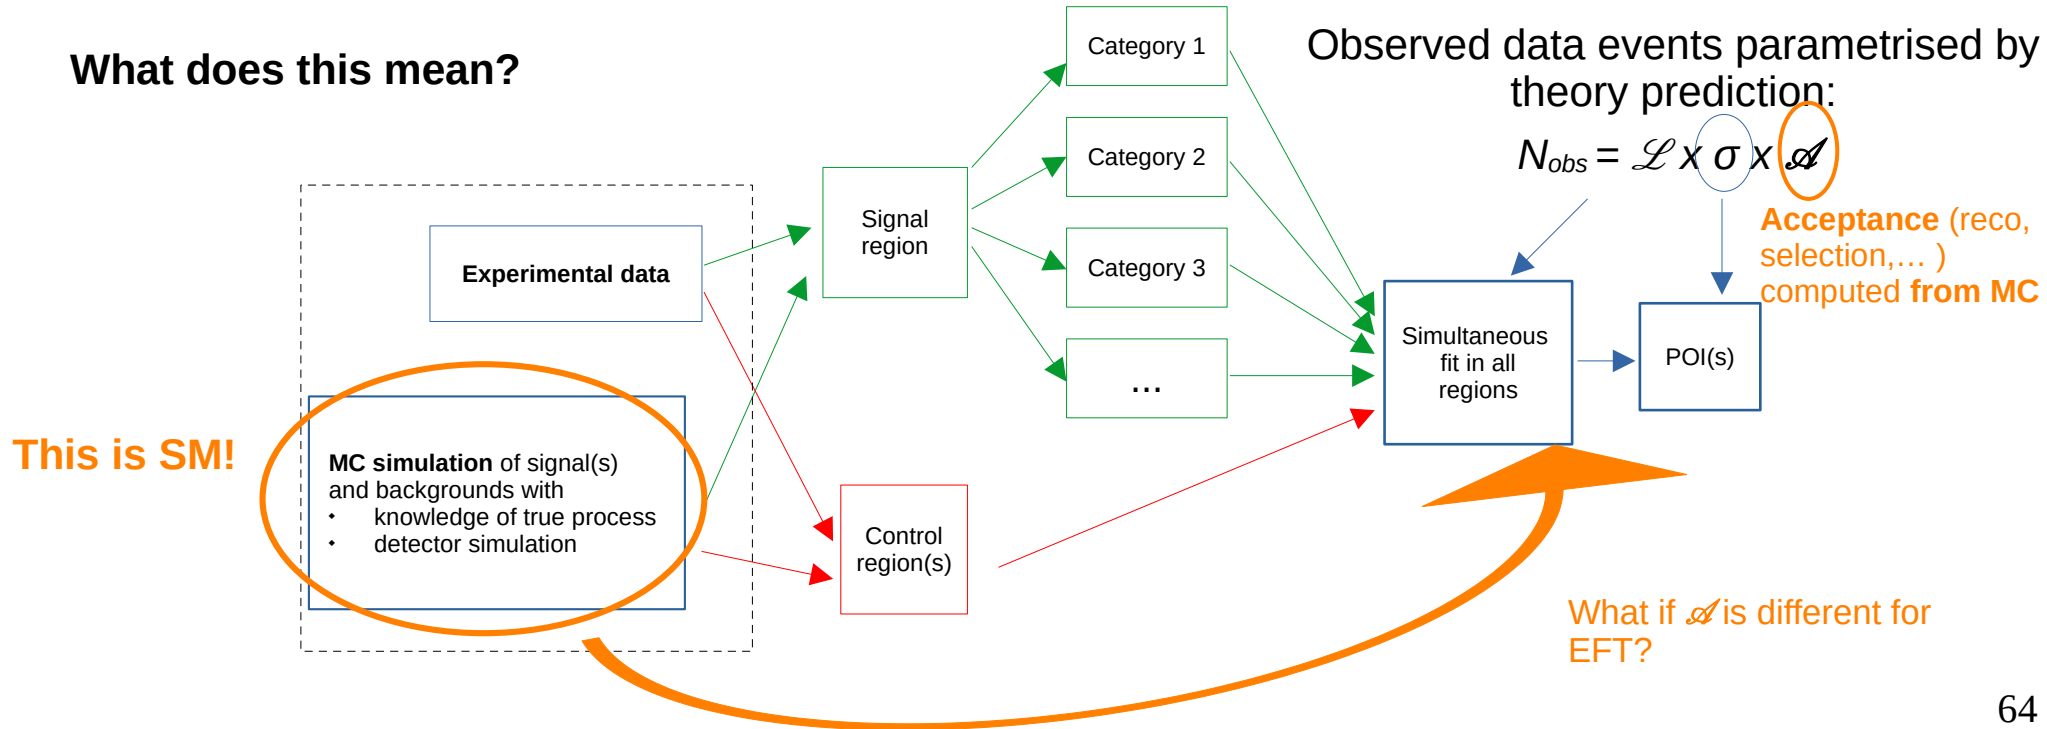 What does this mean?
Observed data events parametrised by
theory prediction:
N_obs = ℒ x σ x 𝒜
Acceptance (reco,
selection,… )
computed from MC
Category 1
Category 2
Category 3
...
Signal
region
Experimental data
Simultaneous
fit in all
regions
POI(s)
This is SM!
MC simulation of signal(s)
and backgrounds with
• knowledge of true process
• detector simulation
Control
region(s)
What if 𝒜 is different for
EFT?
64